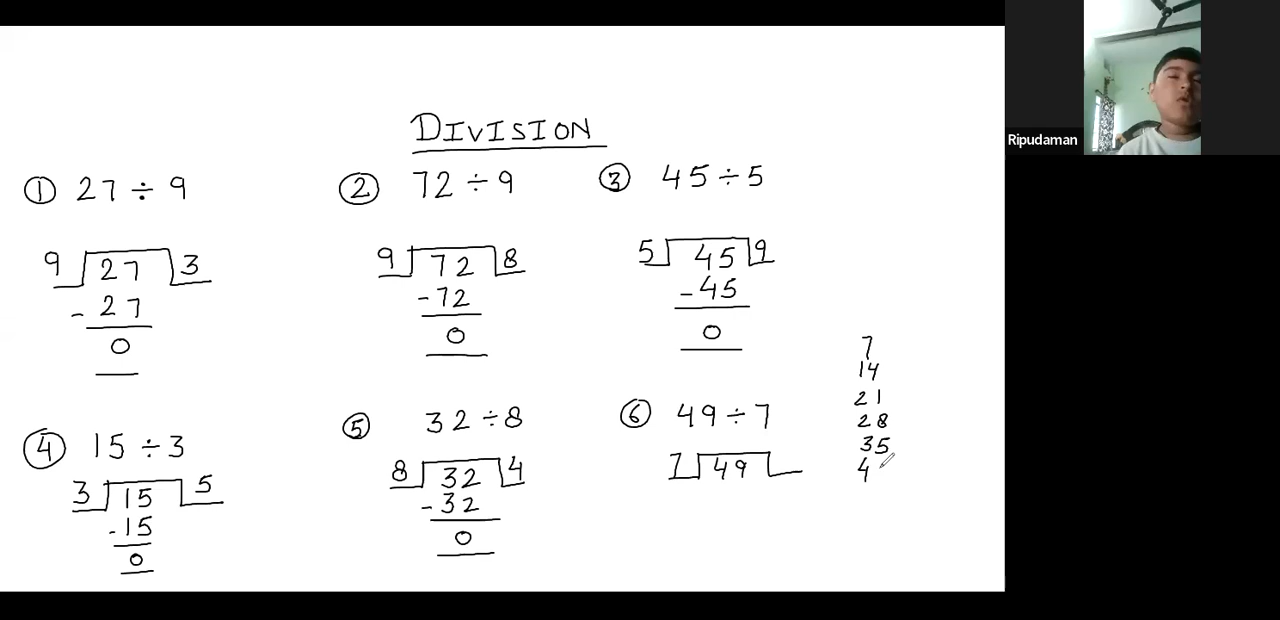 DIVISION
① 27 ÷ 9
9 27 3
- 27
0
② 72 ÷ 9
9 72 8
-72
0
③ 45 ÷ 5
5 45 9
-45
0
④ 15 ÷ 3
3 15 5
-15
0
⑤ 32 ÷ 8
8 32 4
-32
0
⑥ 49 ÷ 7
7 49
7
14
21
28
35
4
Ripudaman